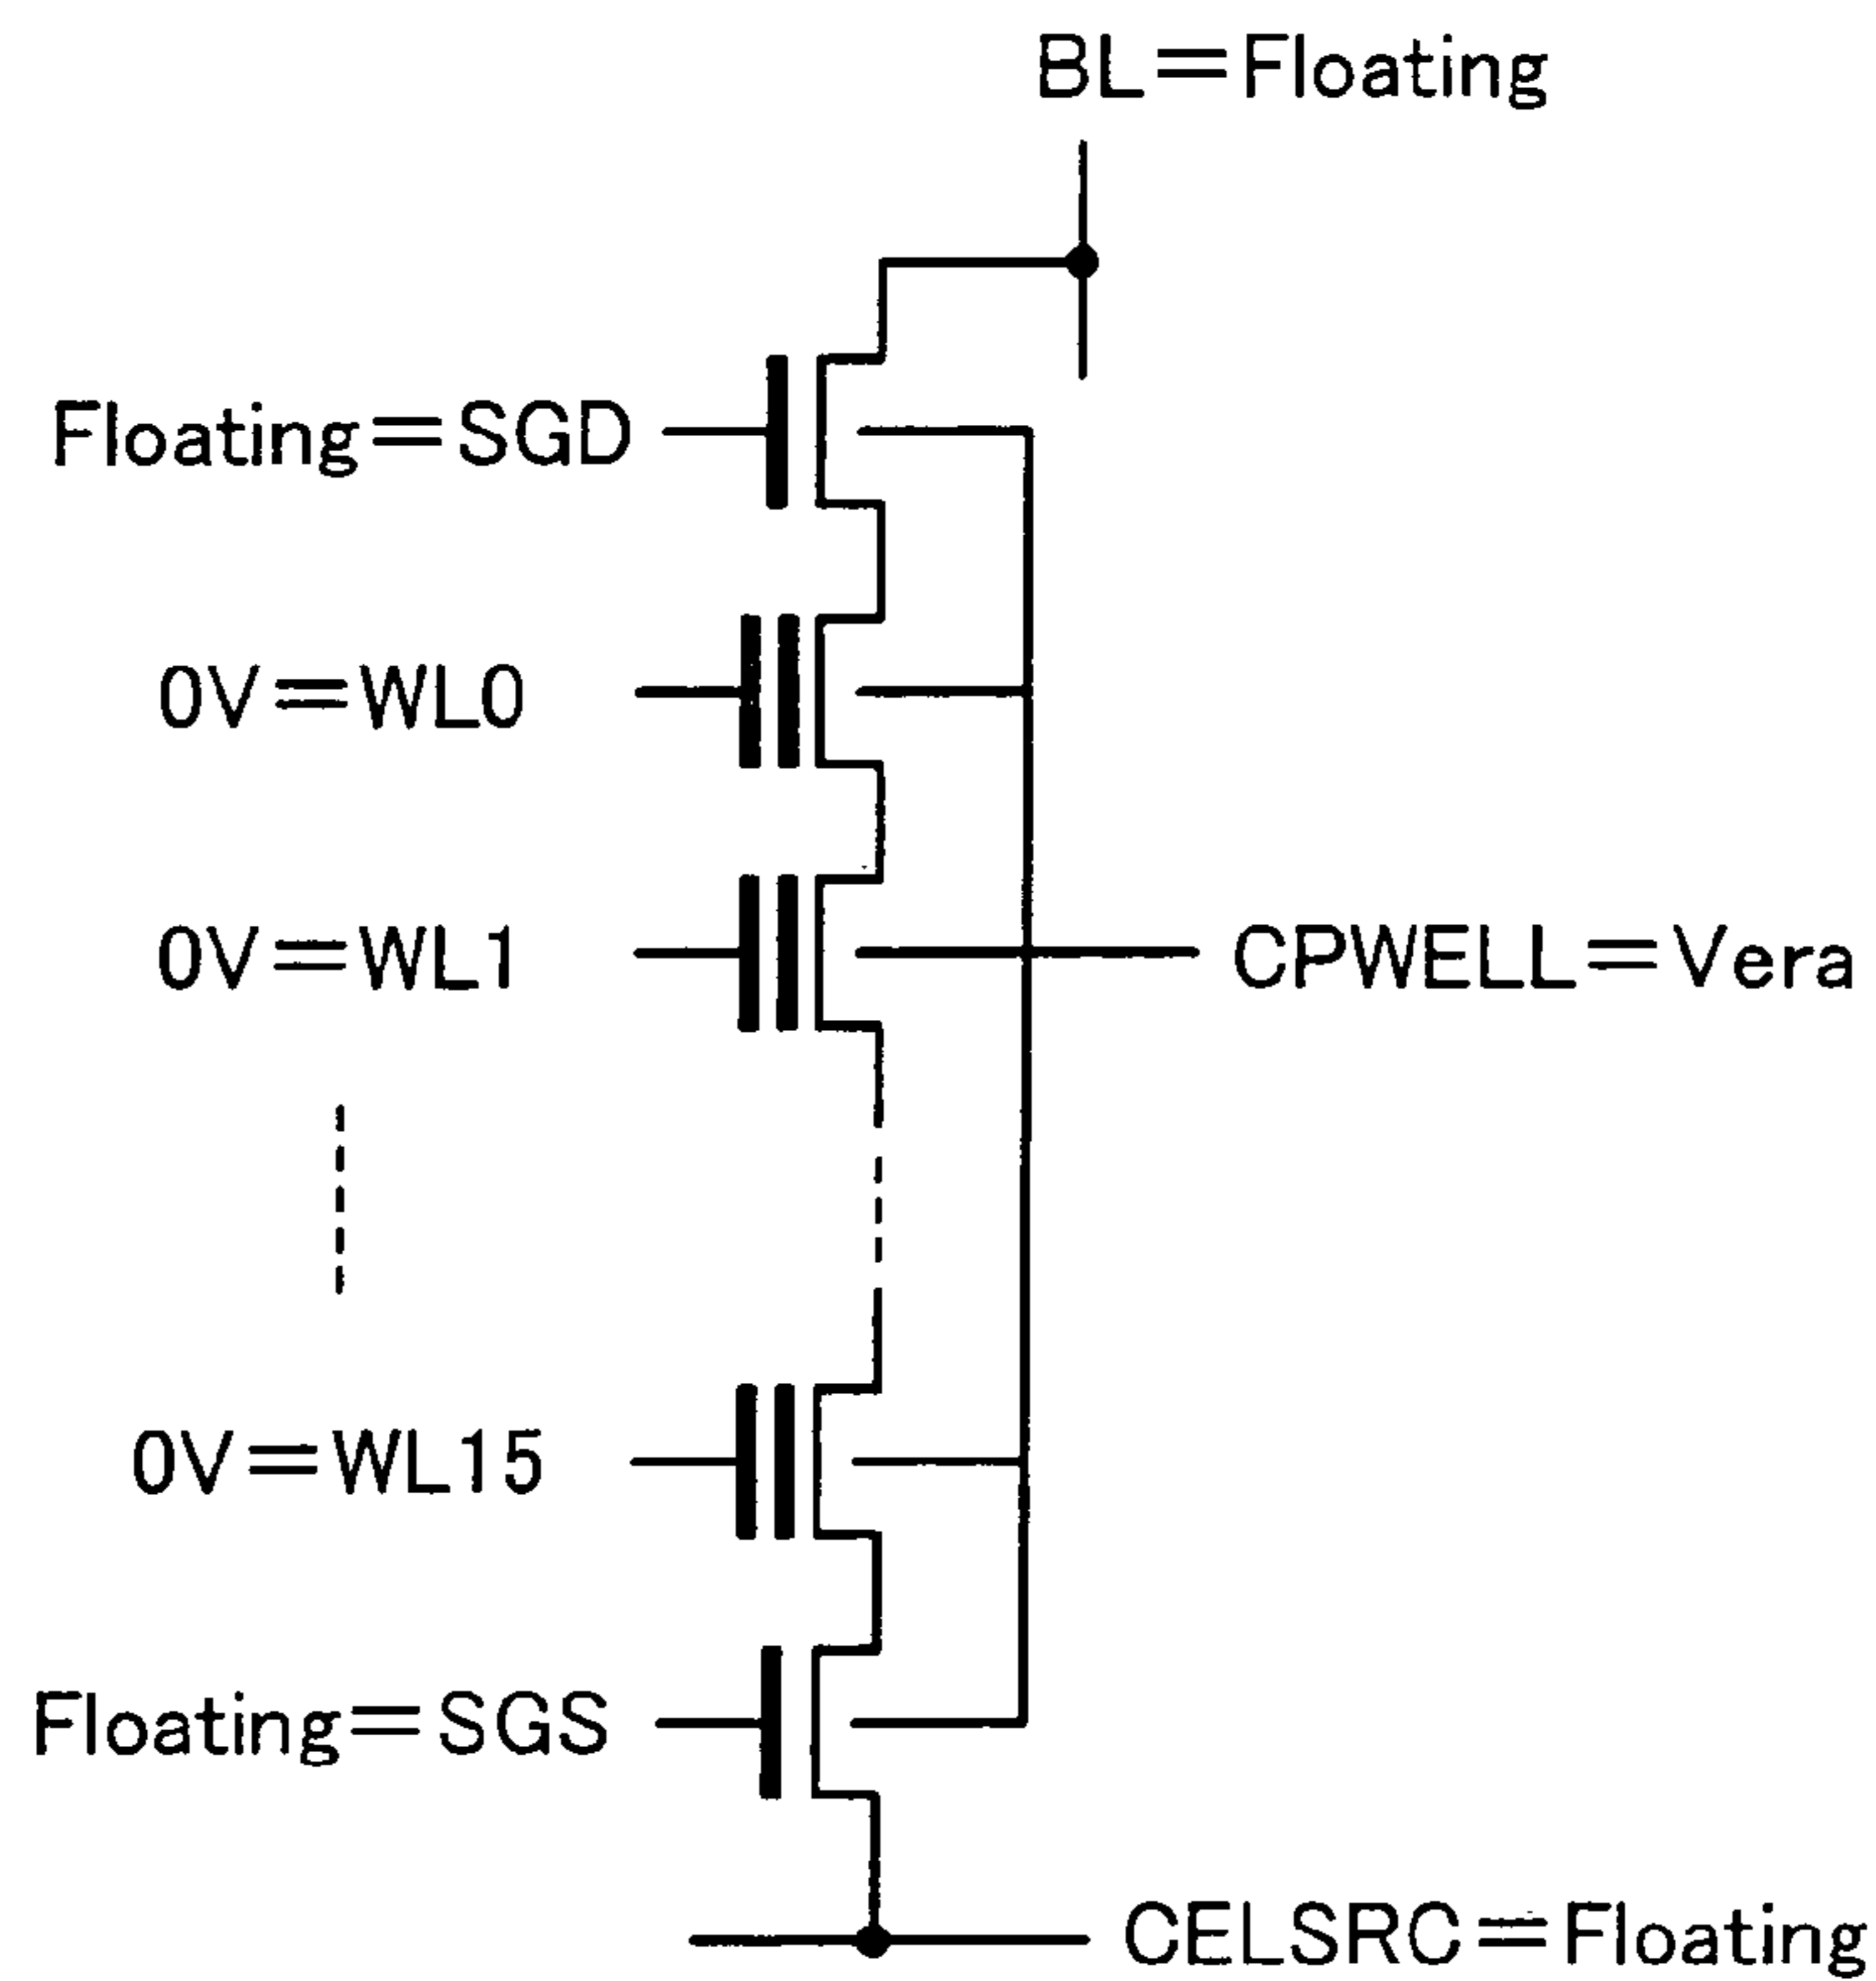 BL=Floating
Floating=SGD
0V=WL0
0V=WL1
CPWELL=Vera
0V=WL15
Floating=SGS
CELSRC=Floating